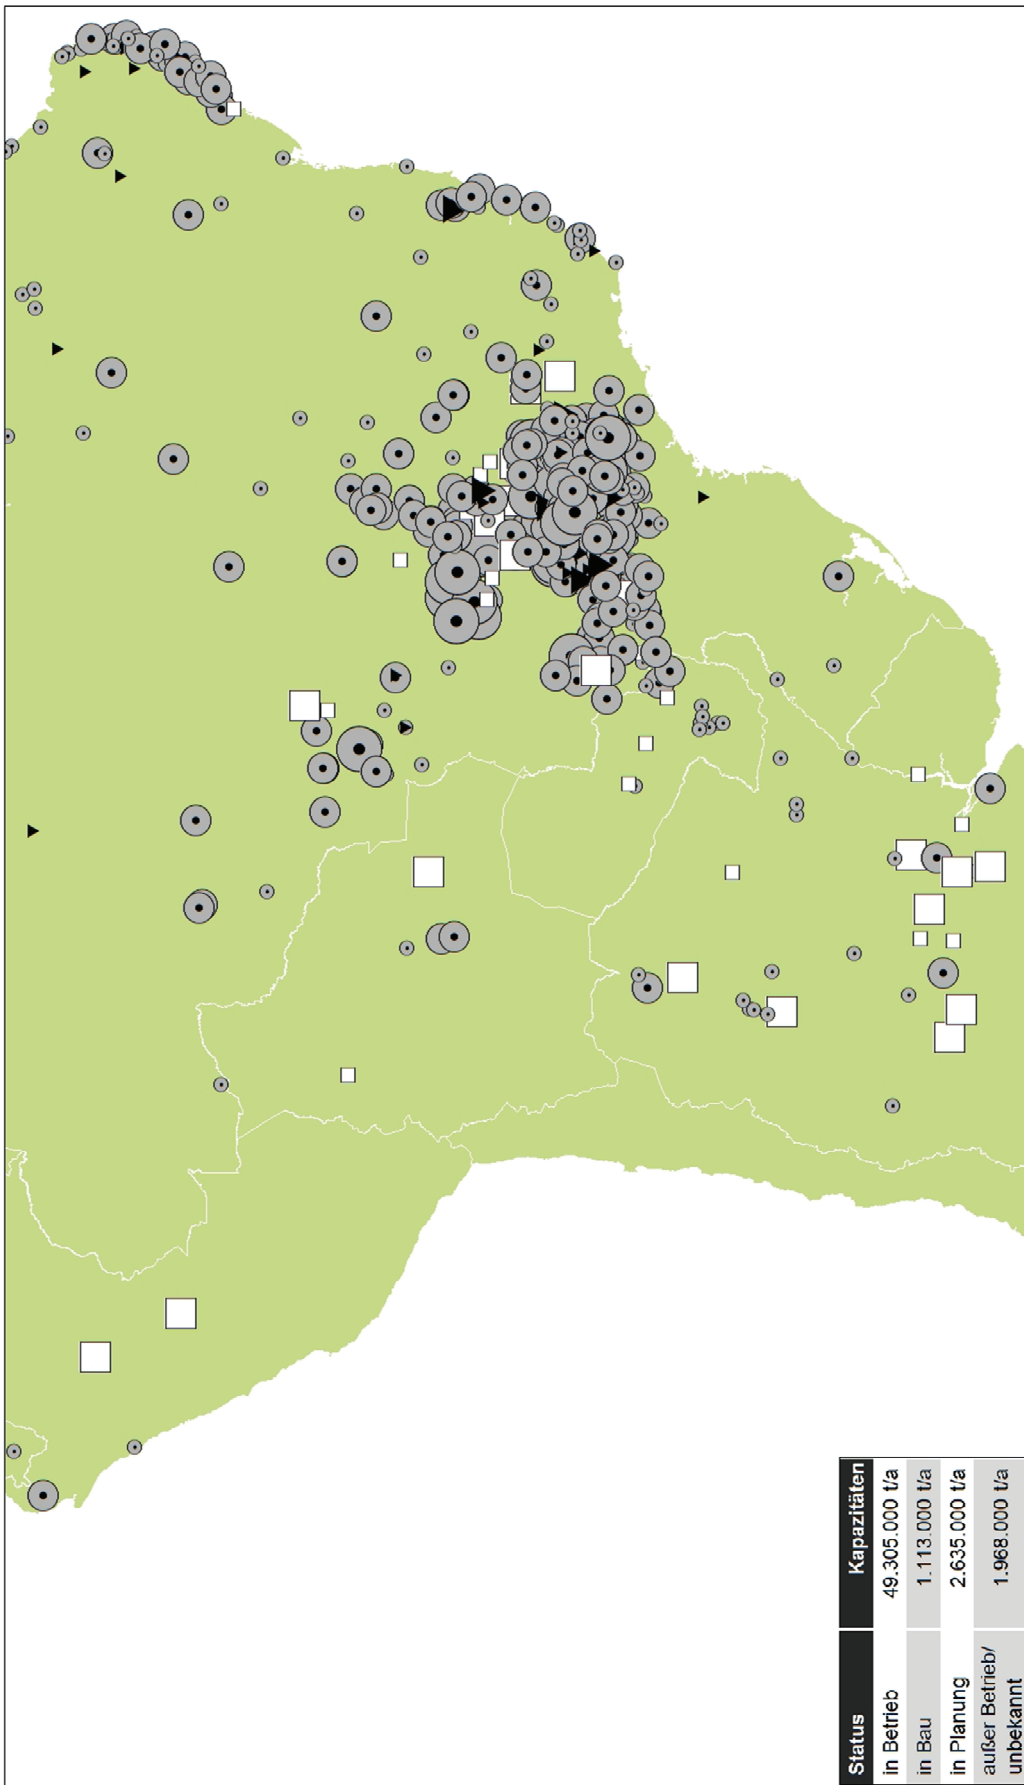 Status Kapazitäten
in Betrieb 49.305.000 t/a
in Bau 1.113.000 t/a
in Planung 2.635.000 t/a
außer Betrieb/
unbekannt 1.968.000 t/a